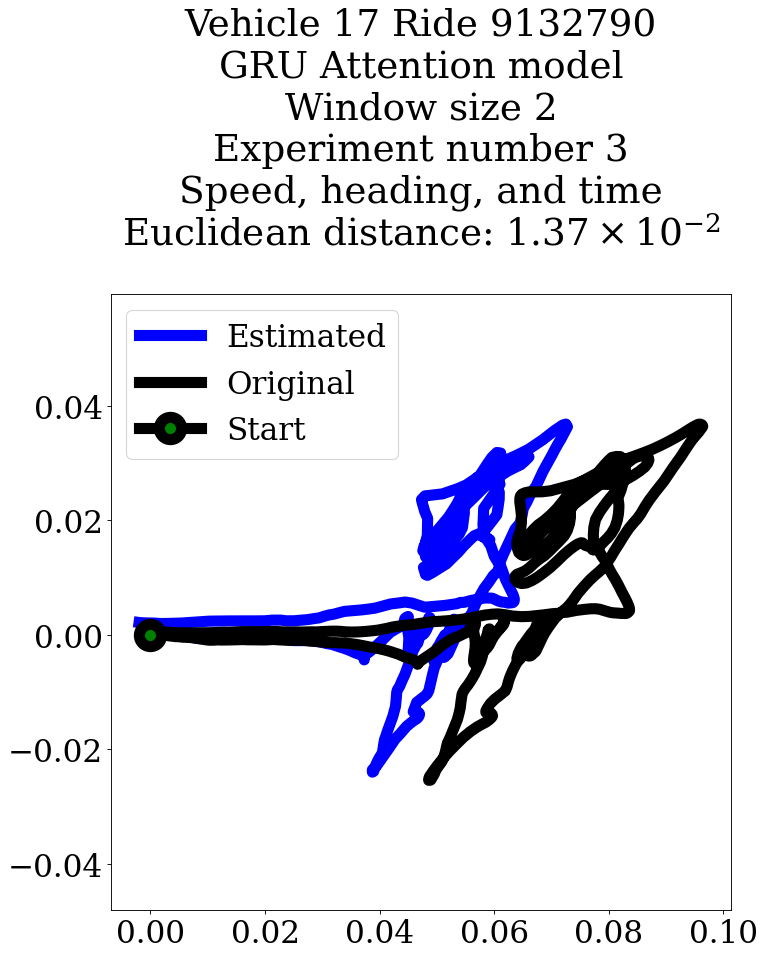 Vehicle 17 Ride 9132790
GRU Attention model
Window size 2
Experiment number 3
Speed, heading, and time
Euclidean distance: 1.37 × 10⁻²
Estimated
Original
Start
0.04
0.02
0.00
−0.02
−0.04
0.00 0.02 0.04 0.06 0.08 0.10